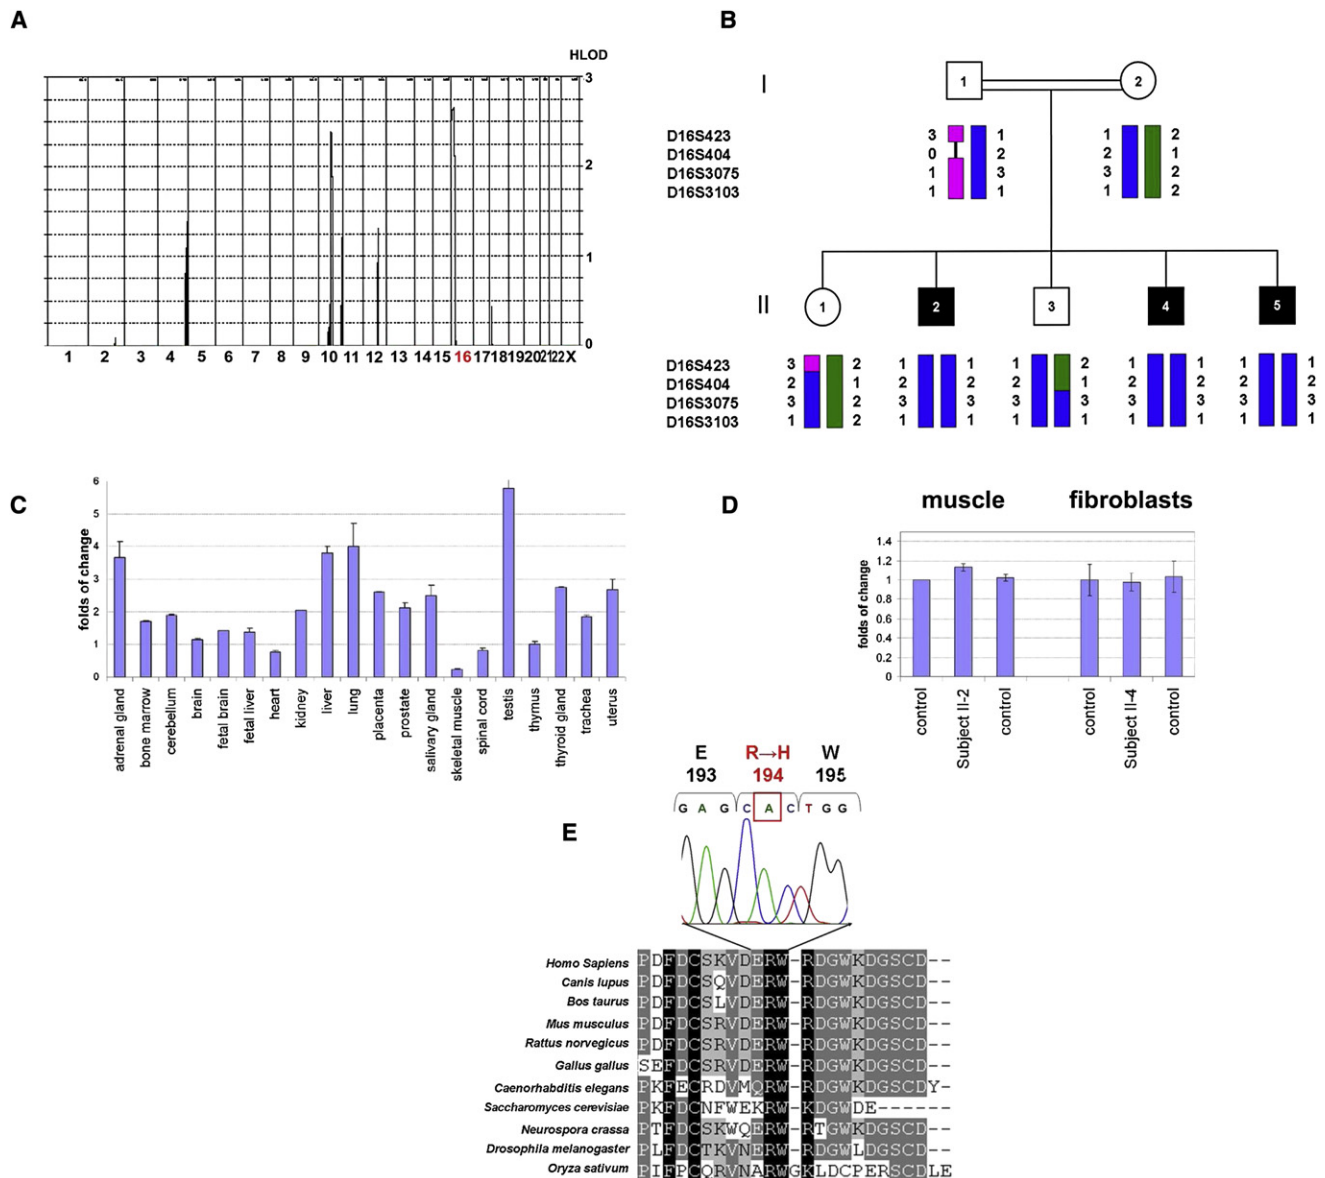 A
HLOD
3
2
1
0
1 2 3 4 5 6 7 8 9 10 11 12 13 14 15 16 17 18 19 20 21 22 X
B
I
1 2
D16S423 3 1 1 2
D16S404 0 2 2 1
D16S3075 1 3 3 2
D16S3103 1 1 1 2
II
1 2 3 4 5
D16S423 3 2 1 1 1 2 1 1 1 1
D16S404 2 1 2 2 2 1 2 2 2 2
D16S3075 3 2 3 3 3 3 3 3 3 3
D16S3103 1 2 1 1 1 1 1 1 1 1
C
folds of change
6
5
4
3
2
1
0
adrenal gland
bone marrow
cerebellum
brain
fetal brain
fetal liver
heart
kidney
liver
lung
placenta
prostate
salivary gland
skeletal muscle
spinal cord
testis
thymus
thyroid gland
trachea
uterus
D
muscle fibroblasts
folds of change
1.4
1.2
1
0.8
0.6
0.4
0.2
0
control
Subject II-2
control
control
Subject II-4
control
E
E R→H W
193 194 195
G A G C A C T G G
Homo Sapiens PDFDCSKVDERW-RDGWKDGSCD--
Canis lupus PDFDCSQVDERW-RDGWKDGSCD--
Bos taurus PDFDCSLVDERW-RDGWKDGSCD--
Mus musculus PDFDCSRVDERW-RDGWKDGSCD--
Rattus norvegicus PDFDCSRVDERW-RDGWKDGSCD--
Gallus gallus SEFDCSRVDERW-RDGWKDGSCD--
Caenorhabditis elegans PKFECRDVMQRW-RDGWKDGSCDY-
Saccharomyces cerevisiae PKFDCNFWEKRW-KDGWDE------
Neurospora crassa PTFDCSKWQERW-RTGWKDGSCD--
Drosophila melanogaster PLFDCTKVNERW-RDGWLDGSCD--
Oryza sativum PIFPCQRVNARWGKLDCPERSCDLE